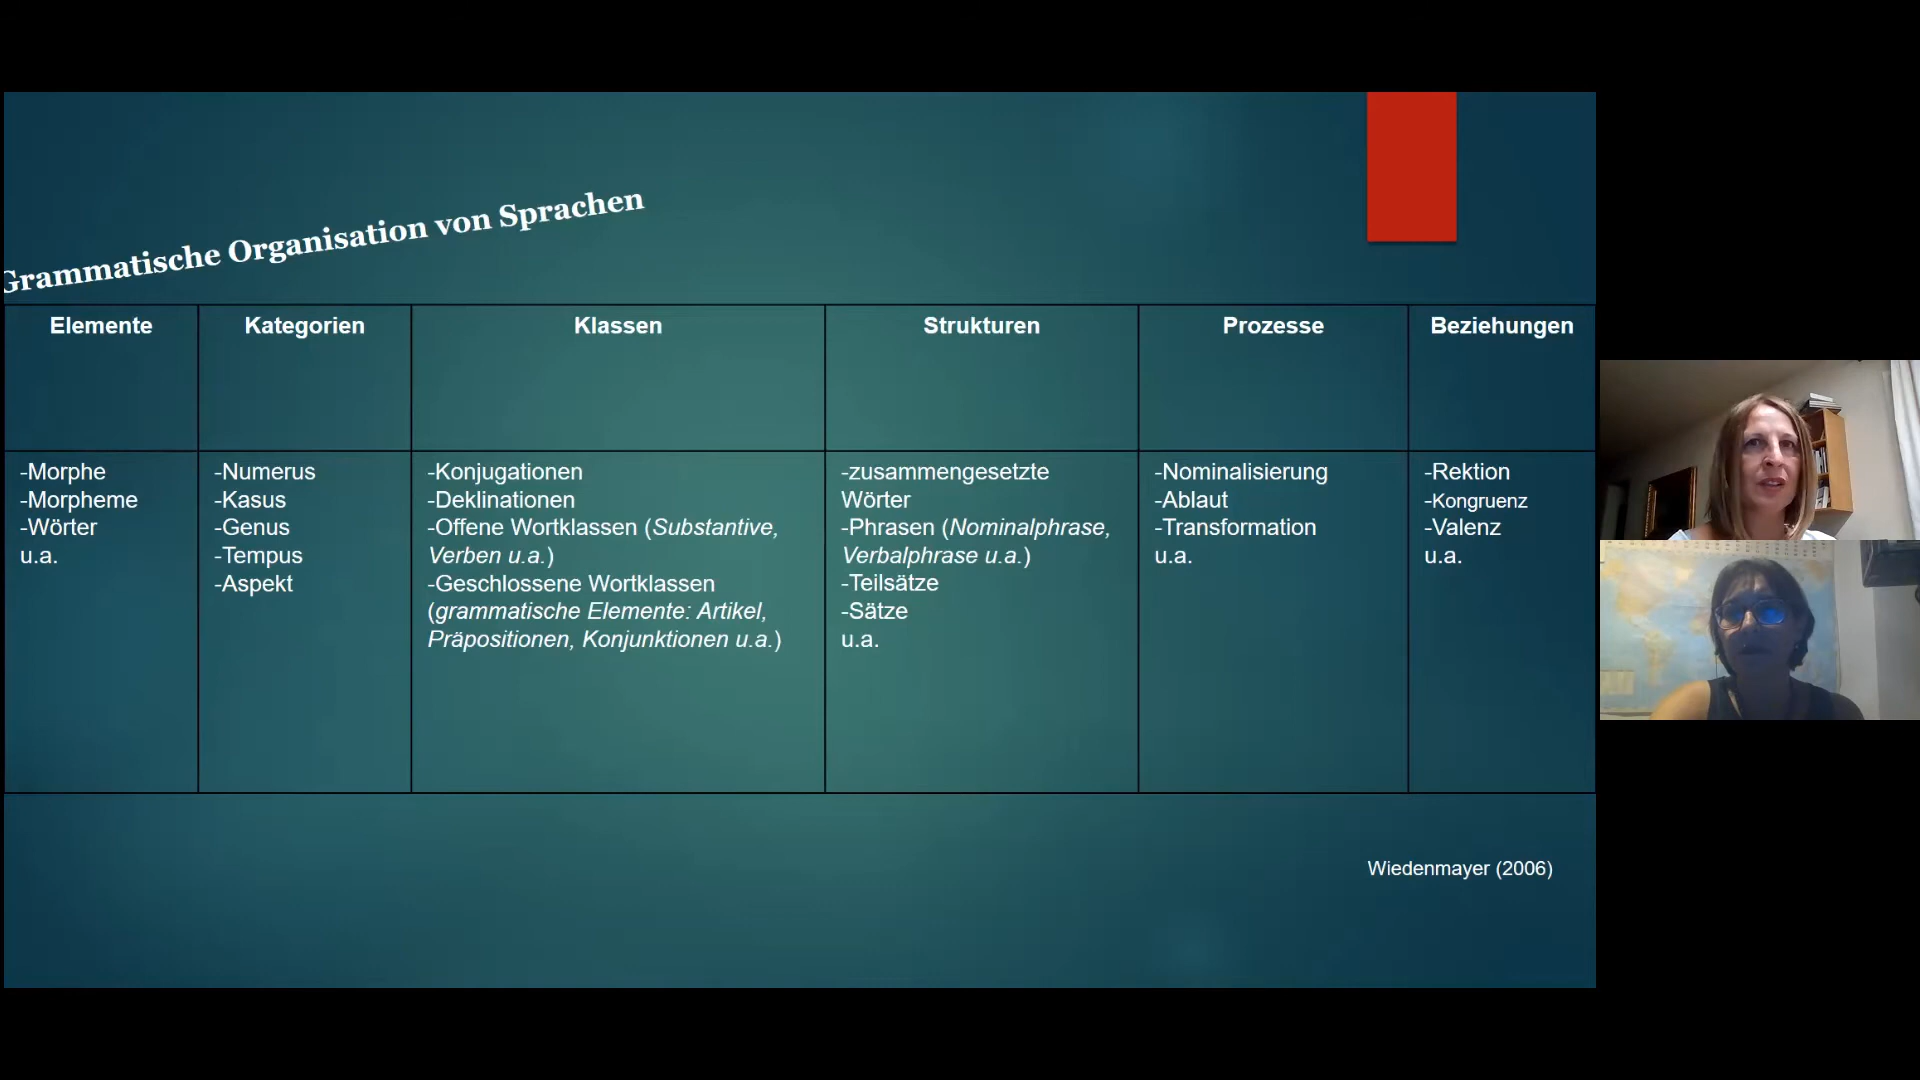 Grammatische Organisation von Sprachen
Elemente
Kategorien
Klassen
Strukturen
Prozesse
Beziehungen
-Morphe
-Morpheme
-Wörter
u.a.
-Numerus
-Kasus
-Genus
-Tempus
-Aspekt
-Konjugationen
-Deklinationen
-Offene Wortklassen (Substantive,
Verben u.a.)
-Geschlossene Wortklassen
(grammatische Elemente: Artikel,
Präpositionen, Konjunktionen u.a.)
-zusammengesetzte
Wörter
-Phrasen (Nominalphrase,
Verbalphrase u.a.)
-Teilsätze
-Sätze
u.a.
-Nominalisierung
-Ablaut
-Transformation
u.a.
-Rektion
-Kongruenz
-Valenz
u.a.
Wiedenmayer (2006)